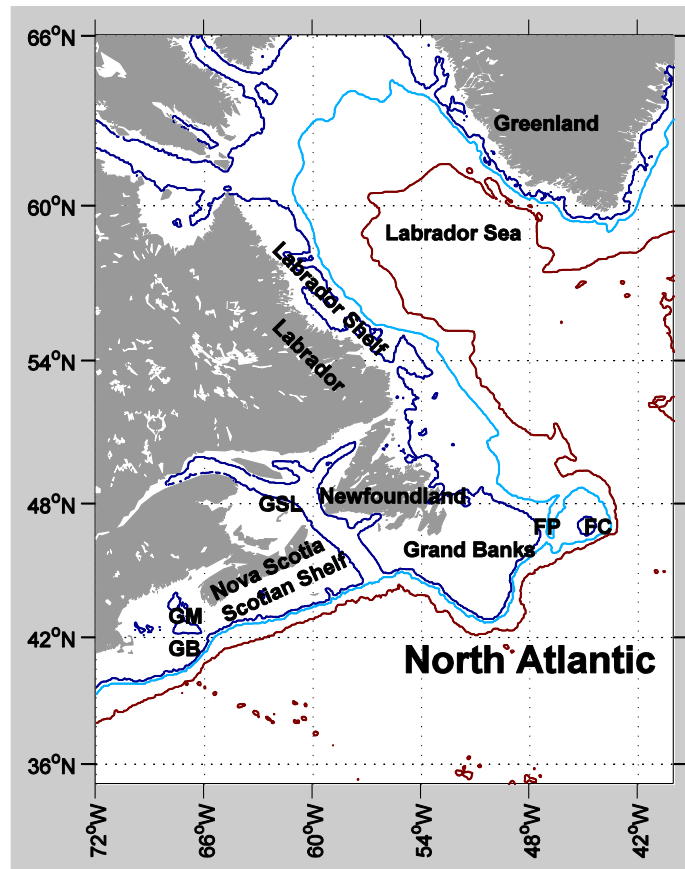 66°N
Greenland
60°N
Labrador Sea
Labrador Shelf
Labrador
54°N
48°N
Newfoundland
GSL
FP
FC
Grand Banks
Nova Scotia
Scotian Shelf
GM
42°N
GB
North Atlantic
36°N
72°W
66°W
60°W
54°W
48°W
42°W